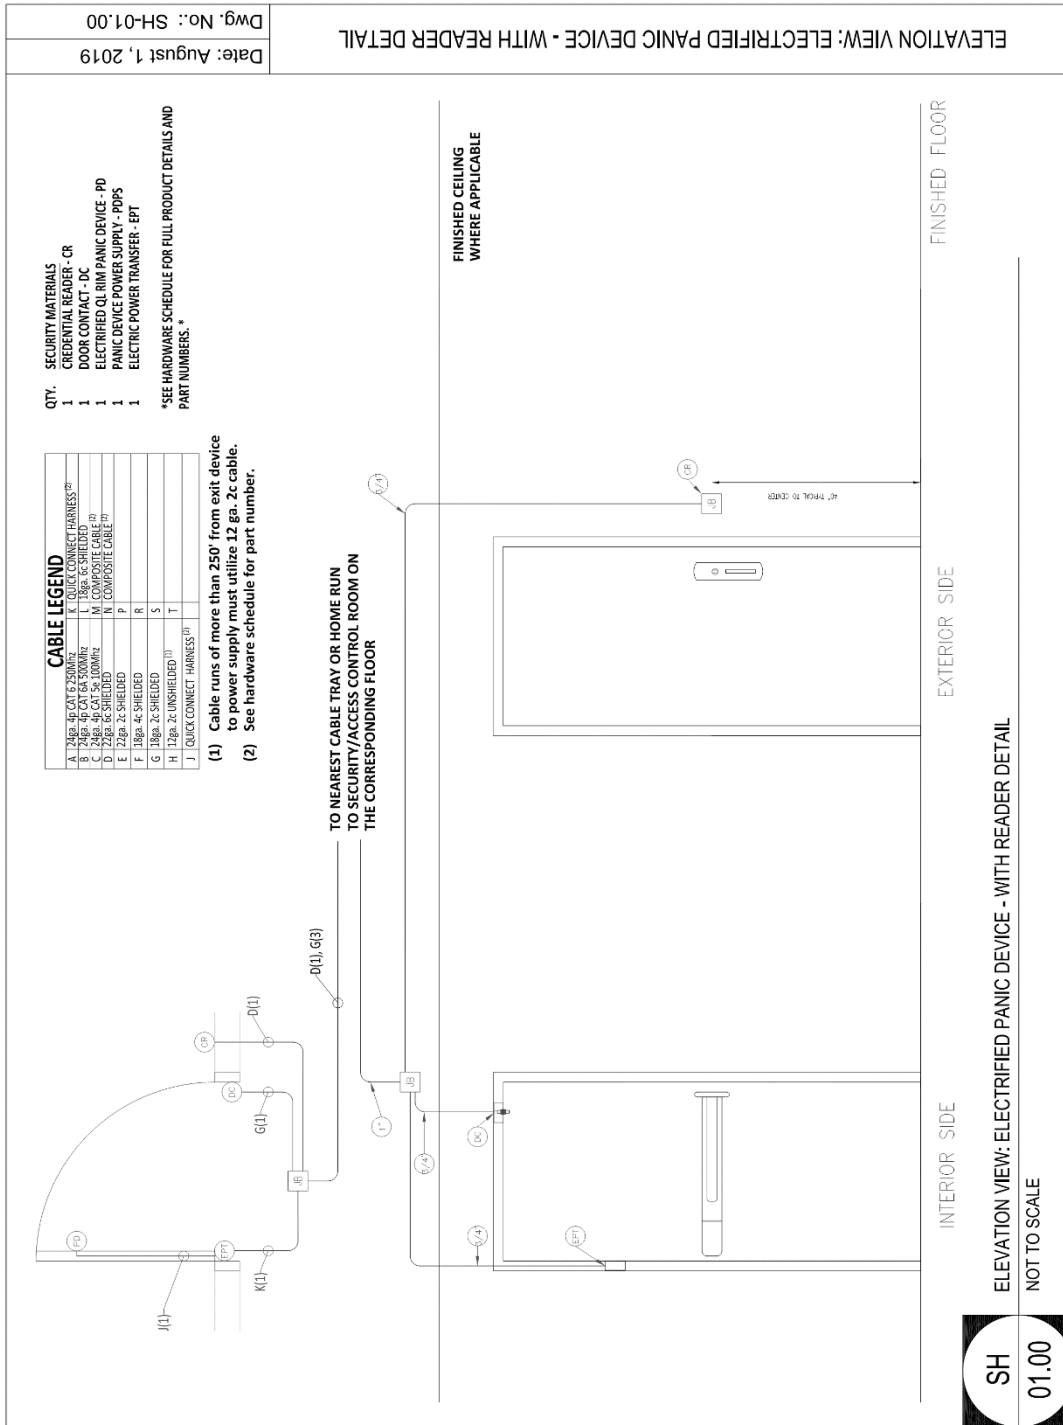 Dwg. No.: SH-01.00
Date: August 1, 2019
ELEVATION VIEW: ELECTRIFIED PANIC DEVICE - WITH READER DETAIL
CABLE LEGEND
A 24ga. 4p CAT 6 250Mhz K QUICK CONNECT HARNESS (2)
B 24ga. 4p CAT 6A 500Mhz L 18ga. 6c SHIELDED
C 24ga. 4p CAT 5e 100Mhz M COMPOSITE CABLE (2)
D 22ga. 6c SHIELDED N COMPOSITE CABLE (2)
E 22ga. 2c SHIELDED P
F 18ga. 4c SHIELDED R
G 18ga. 2c SHIELDED S
H 12ga. 2c UNSHIELDED (1) T
J QUICK CONNECT HARNESS (2)
(1) Cable runs of more than 250' from exit device
to power supply must utilize 12 ga. 2c cable.
(2) See hardware schedule for part number.
QTY. SECURITY MATERIALS
1 CREDENTIAL READER - CR
1 DOOR CONTACT - DC
1 ELECTRIFIED QL RIM PANIC DEVICE - PD
1 PANIC DEVICE POWER SUPPLY - PDPS
1 ELECTRIC POWER TRANSFER - EPT
*SEE HARDWARE SCHEDULE FOR FULL PRODUCT DETAILS AND
PART NUMBERS. *
PD
J(1)
EPT
K(1)
JB
DC
G(1)
CR
D(1)
D(1), G(3)
TO NEAREST CABLE TRAY OR HOME RUN
TO SECURITY/ACCESS CONTROL ROOM ON
THE CORRESPONDING FLOOR
1"
JB
3/4"
3/4"
3/4"
FINISHED CEILING
WHERE APPLICABLE
DC
EPT
CR
JB
40" TYPICAL TO CENTER
INTERIOR SIDE
EXTERIOR SIDE
FINISHED FLOOR
SH
01.00
ELEVATION VIEW: ELECTRIFIED PANIC DEVICE - WITH READER DETAIL
NOT TO SCALE